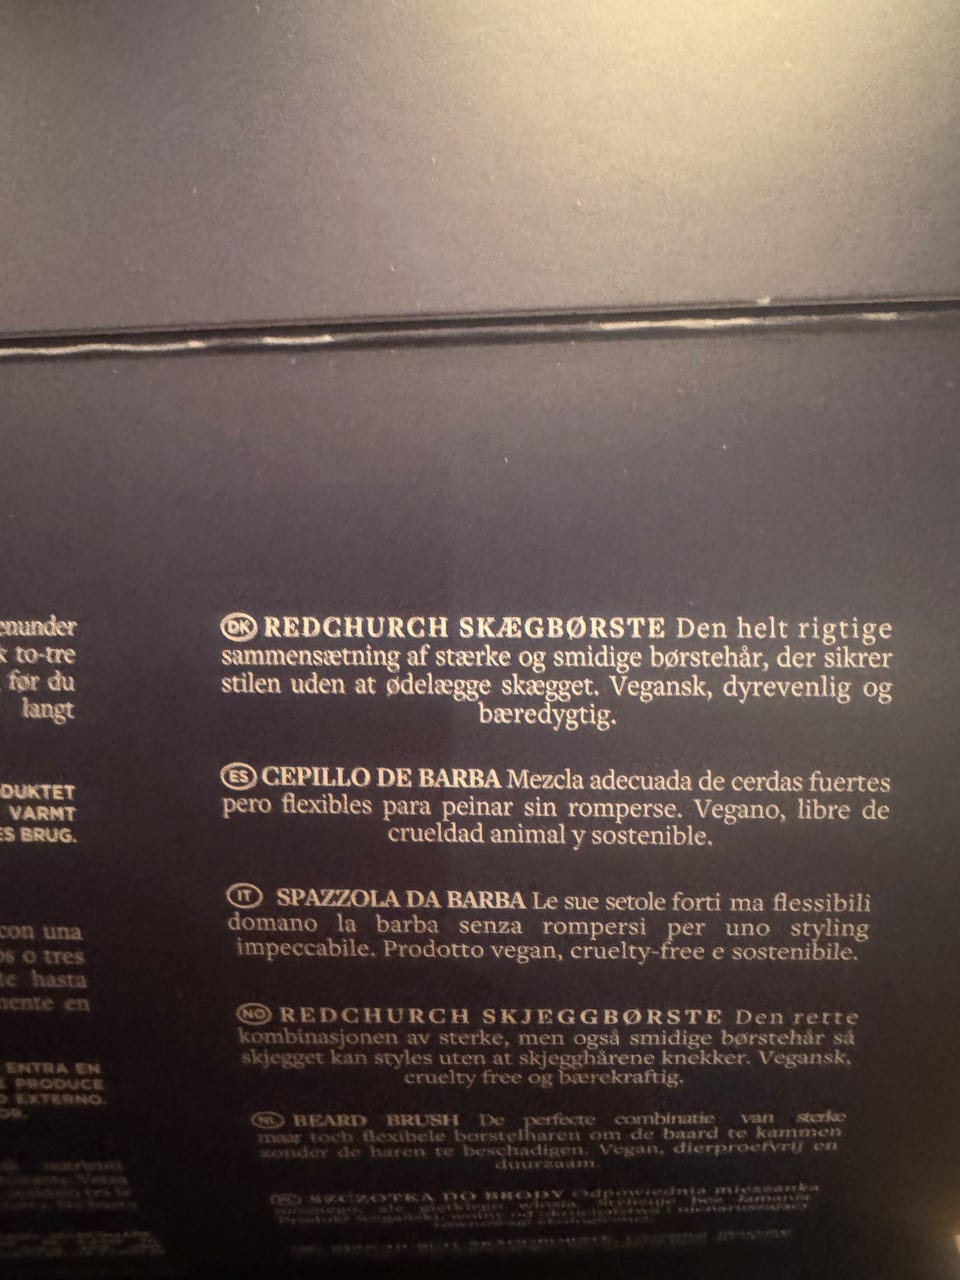 enunder
k to-tre
før du
langt
DUKTET
VARMT
ES BRUG.
con una
os o tres
te hasta
mente en
ENTRA EN
E PRODUCE
O EXTERNO.
DK REDCHURCH SKÆGBØRSTE Den helt rigtige
sammensætning af stærke og smidige børstehår, der sikrer
stilen uden at ødelægge skægget. Vegansk, dyrevenlig og
bæredygtig.
ES CEPILLO DE BARBA Mezcla adecuada de cerdas fuertes
pero flexibles para peinar sin romperse. Vegano, libre de
crueldad animal y sostenible.
IT SPAZZOLA DA BARBA Le sue setole forti ma flessibili
domano la barba senza rompersi per uno styling
impeccabile. Prodotto vegan, cruelty-free e sostenibile.
NO REDCHURCH SKJEGGBØRSTE Den rette
kombinasjonen av sterke, men også smidige børstehår så
skjegget kan styles uten at skjegghårene knekker. Vegansk,
cruelty free og bærekraftig.
NL BEARD BRUSH De perfecte combinatie van sterke
maar toch flexibele borstelharen om de baard te kammen
zonder de haren te beschadigen. Vegan, dierproefvrij en
duurzaam.
SZCZOTKA DO BRODY Odpowiednia mieszanka